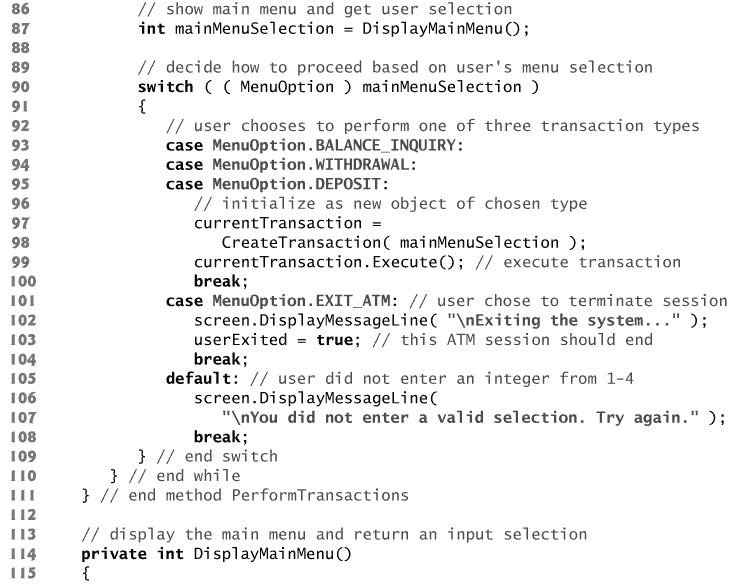 86 // show main menu and get user selection
87 int mainMenuSelection = DisplayMainMenu();
88
89 // decide how to proceed based on user's menu selection
90 switch ( ( MenuOption ) mainMenuSelection )
91 {
92 // user chooses to perform one of three transaction types
93 case MenuOption.BALANCE_INQUIRY:
94 case MenuOption.WITHDRAWAL:
95 case MenuOption.DEPOSIT:
96 // initialize as new object of chosen type
97 currentTransaction =
98 CreateTransaction( mainMenuSelection );
99 currentTransaction.Execute(); // execute transaction
100 break;
101 case MenuOption.EXIT_ATM: // user chose to terminate session
102 screen.DisplayMessageLine( "\nExiting the system..." );
103 userExited = true; // this ATM session should end
104 break;
105 default: // user did not enter an integer from 1-4
106 screen.DisplayMessageLine(
107 "\nYou did not enter a valid selection. Try again." );
108 break;
109 } // end switch
110 } // end while
111 } // end method PerformTransactions
112
113 // display the main menu and return an input selection
114 private int DisplayMainMenu()
115 {